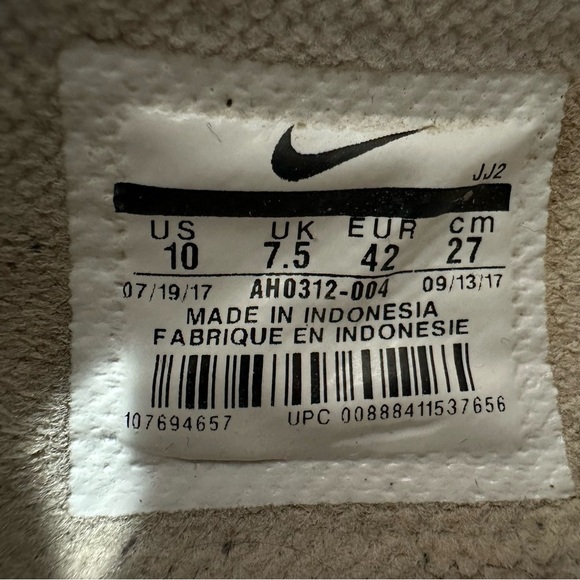 JJ2
US UK EUR cm
10 7.5 42 27
07/19/17 AH0312-004 09/13/17
MADE IN INDONESIA
FABRIQUE EN INDONESIE
107694657 UPC 00888411537656